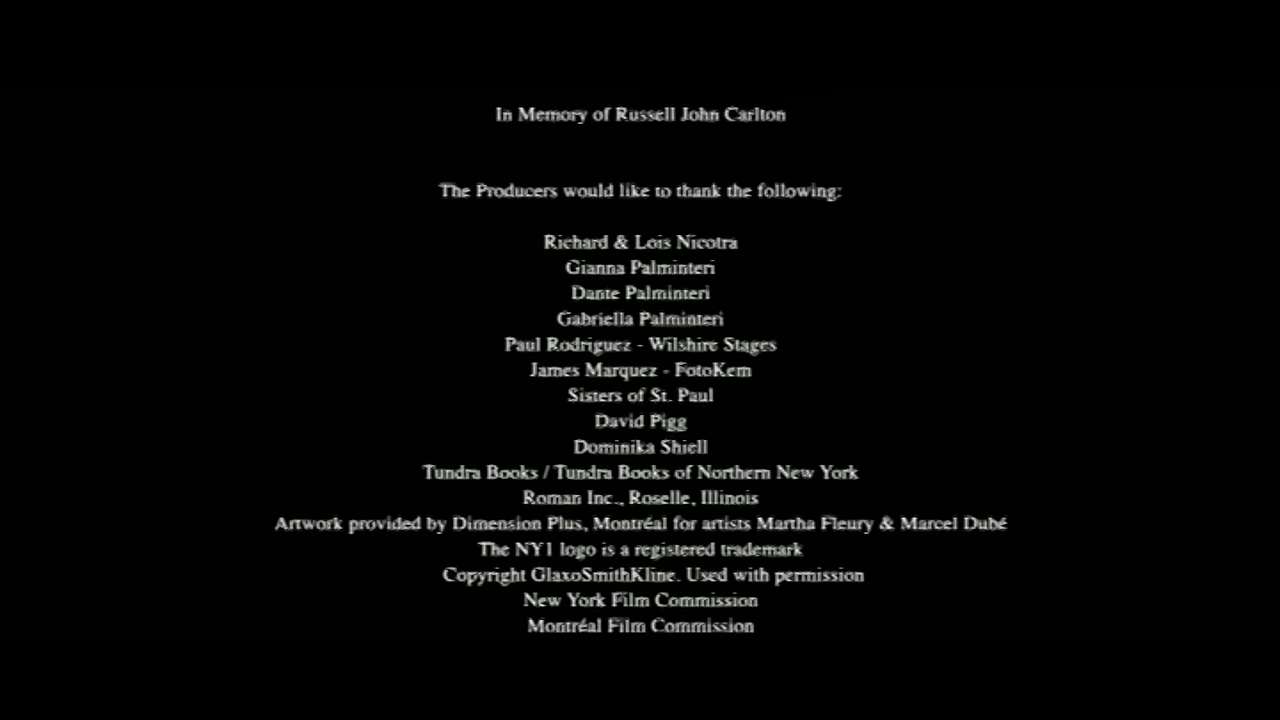 In Memory of Russell John Carlton
The Producers would like to thank the following:
Richard & Lois Nicotra
Gianna Palminteri
Dante Palminteri
Gabriella Palminteri
Paul Rodriguez - Wilshire Stages
James Marquez - FotoKem
Sisters of St. Paul
David Pigg
Dominika Shiell
Tundra Books / Tundra Books of Northern New York
Roman Inc., Roselle, Illinois
Artwork provided by Dimension Plus, Montréal for artists Martha Fleury & Marcel Dubé
The NY1 logo is a registered trademark
Copyright GlaxoSmithKline. Used with permission
New York Film Commission
Montréal Film Commission